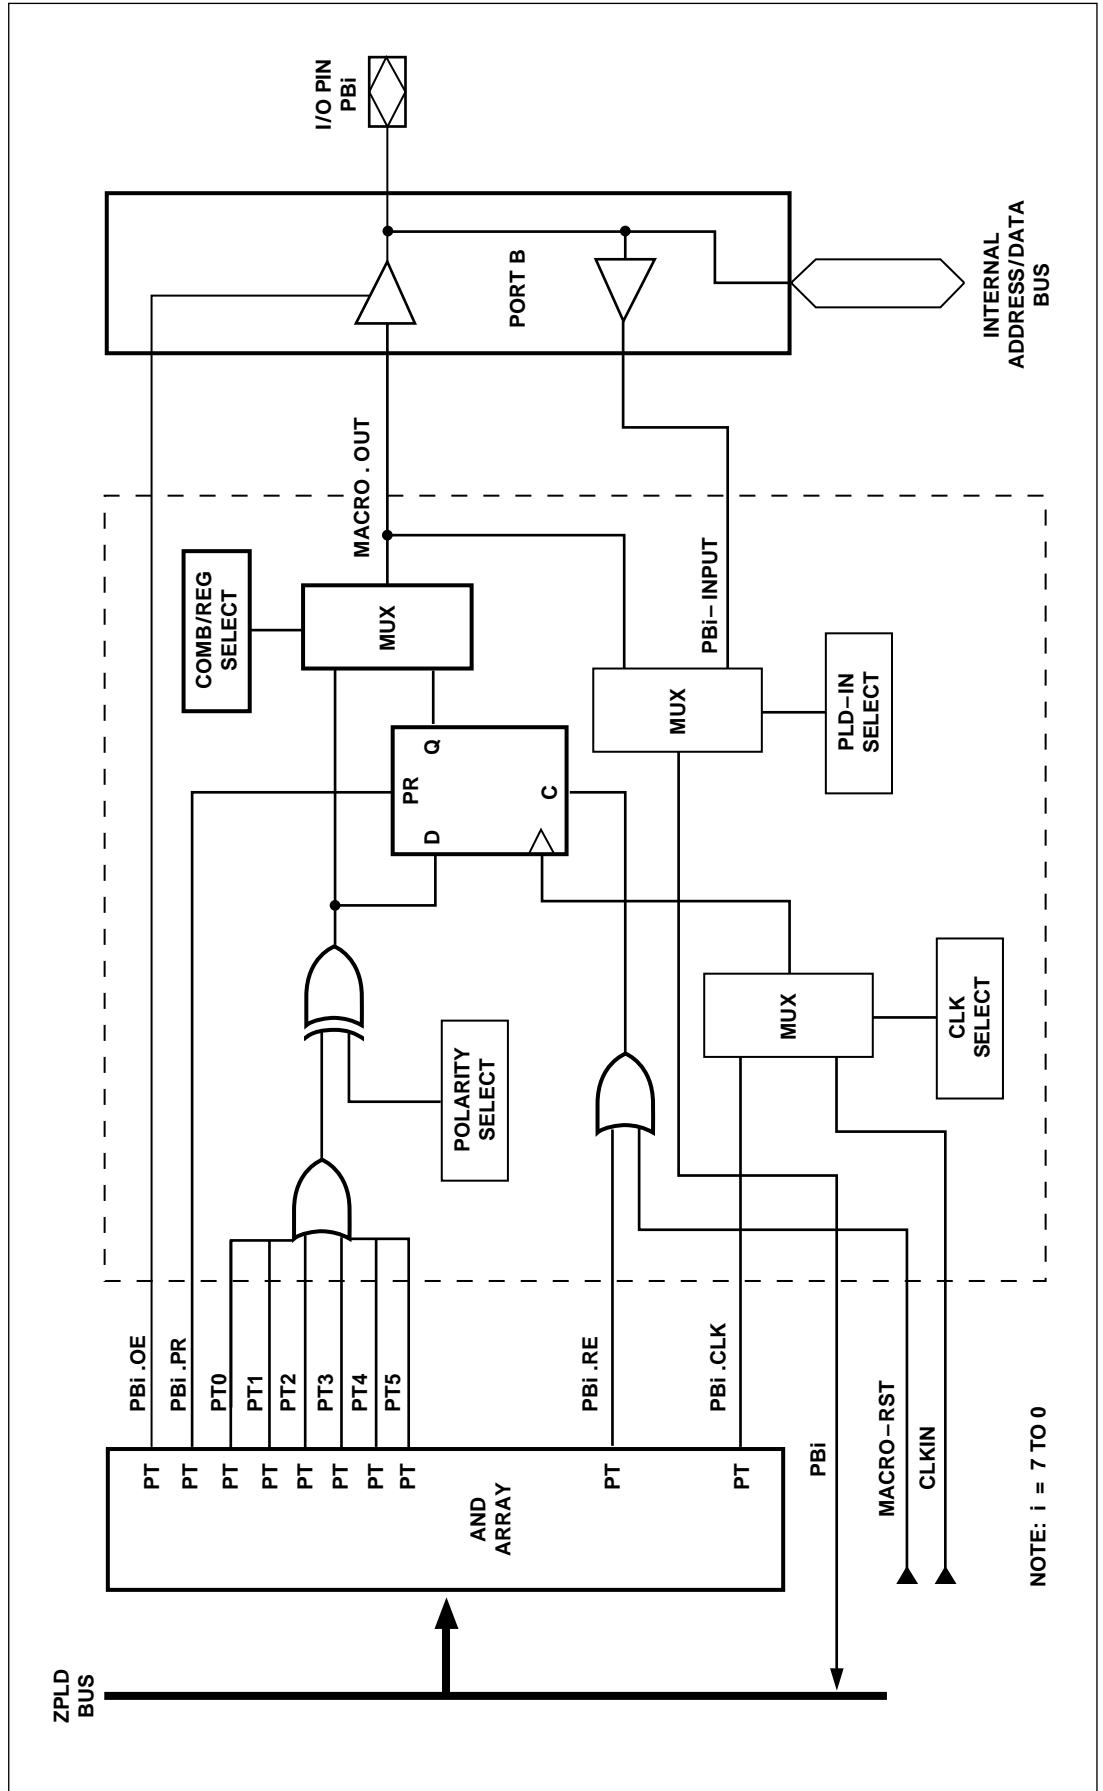 ZPLD
BUS
AND
ARRAY
PT
PT
PT
PT
PT
PT
PT
PT
PT
PT
PBi .OE
PBi .PR
PT0
PT1
PT2
PT3
PT4
PT5
PBi .RE
PBi .CLK
PBi
MACRO–RST
CLKIN
NOTE: i = 7 TO 0
POLARITY
SELECT
D
PR
Q
C
COMB/REG
SELECT
MUX
MACRO . OUT
MUX
PBi– INPUT
PLD–IN
SELECT
MUX
CLK
SELECT
PORT B
I/O PIN
PBi
INTERNAL
ADDRESS/DATA
BUS